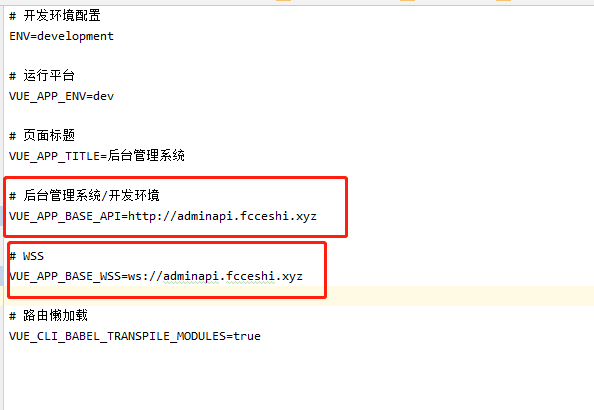 # 开发环境配置
ENV=development
# 运行平台
VUE_APP_ENV=dev
# 页面标题
VUE_APP_TITLE=后台管理系统
# 后台管理系统/开发环境
VUE_APP_BASE_API=http://adminapi.fcceshi.xyz
# WSS
VUE_APP_BASE_WSS=ws://adminapi.fcceshi.xyz
# 路由懒加载
VUE_CLI_BABEL_TRANSPILE_MODULES=true